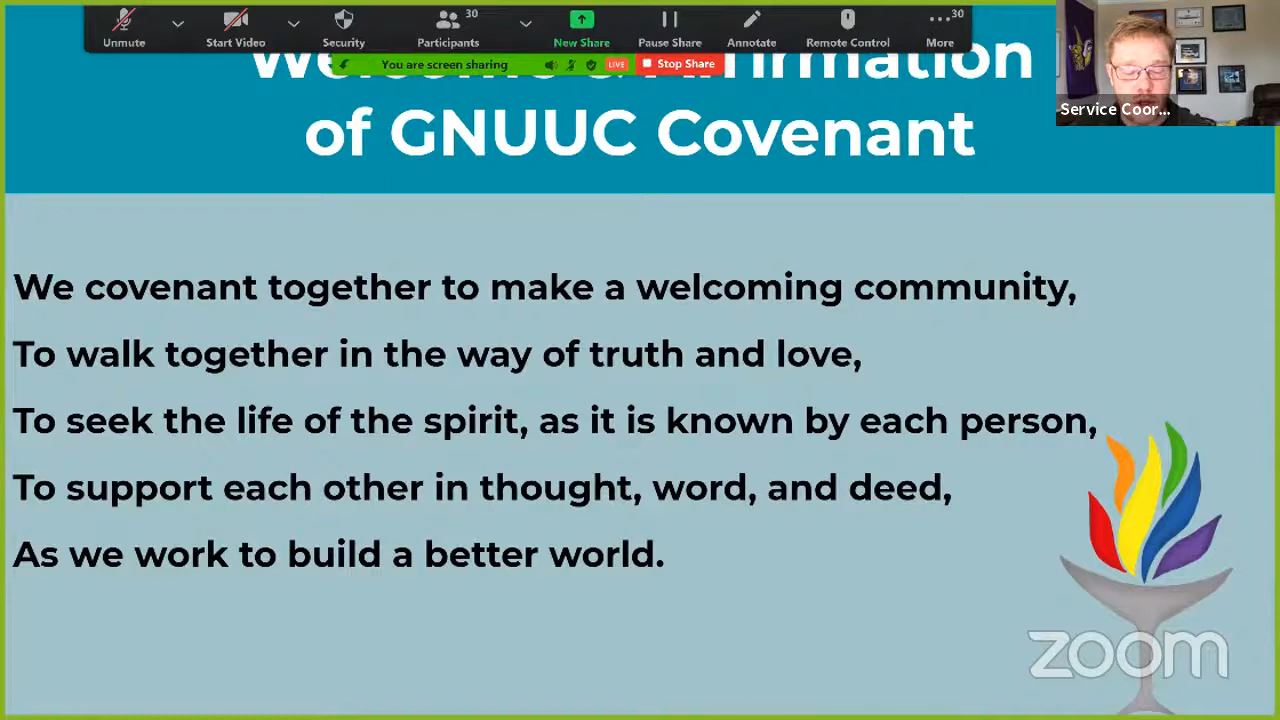 30
30
Unmute
Start Video
Security
Participants
New Share
Pause Share
Annotate
Remote Control
More
You are screen sharing
LIVE
Stop Share
Service Coor...
of GNUUC Covenant
We covenant together to make a welcoming community,
To walk together in the way of truth and love,
To seek the life of the spirit, as it is known by each person,
To support each other in thought, word, and deed,
As we work to build a better world.
zoom